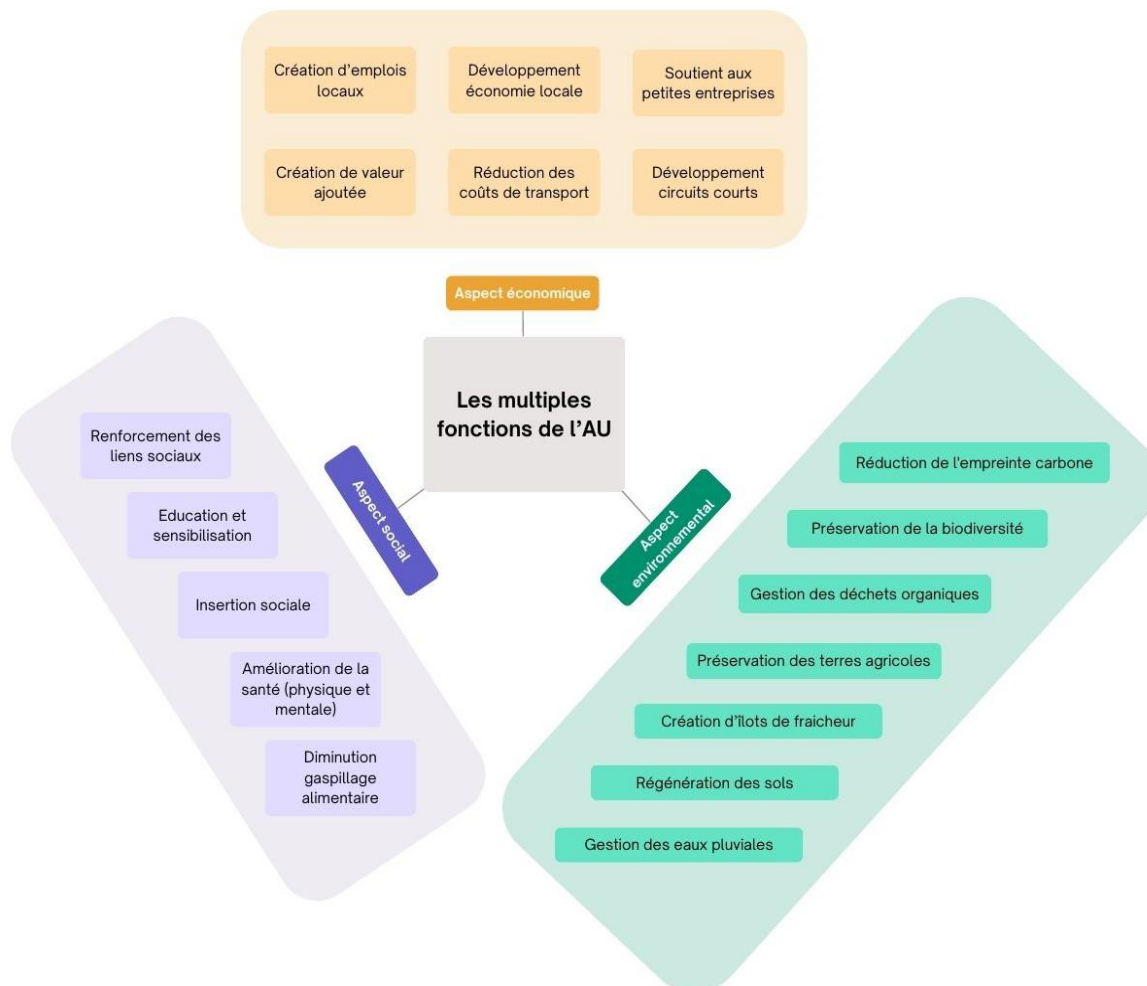 Création d'emplois
locaux
Développement
économie locale
Soutient aux
petites entreprises
Création de valeur
ajoutée
Réduction des
coûts de transport
Développement
circuits courts
Aspect économique
Les multiples
fonctions de l'AU
Aspect social
Aspect
environnemental
Renforcement des
liens sociaux
Education et
sensibilisation
Insertion sociale
Amélioration de la
santé (physique et
mentale)
Diminution
gaspillage
alimentaire
Réduction de l'empreinte carbone
Préservation de la biodiversité
Gestion des déchets organiques
Préservation des terres agricoles
Création d'îlots de fraicheur
Régénération des sols
Gestion des eaux pluviales